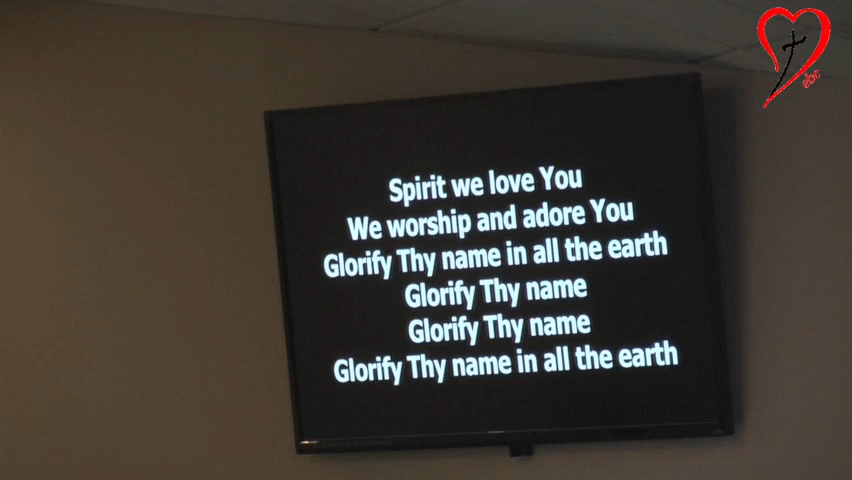 ebc
Spirit we love You
We worship and adore You
Glorify Thy name in all the earth
Glorify Thy name
Glorify Thy name
Glorify Thy name in all the earth